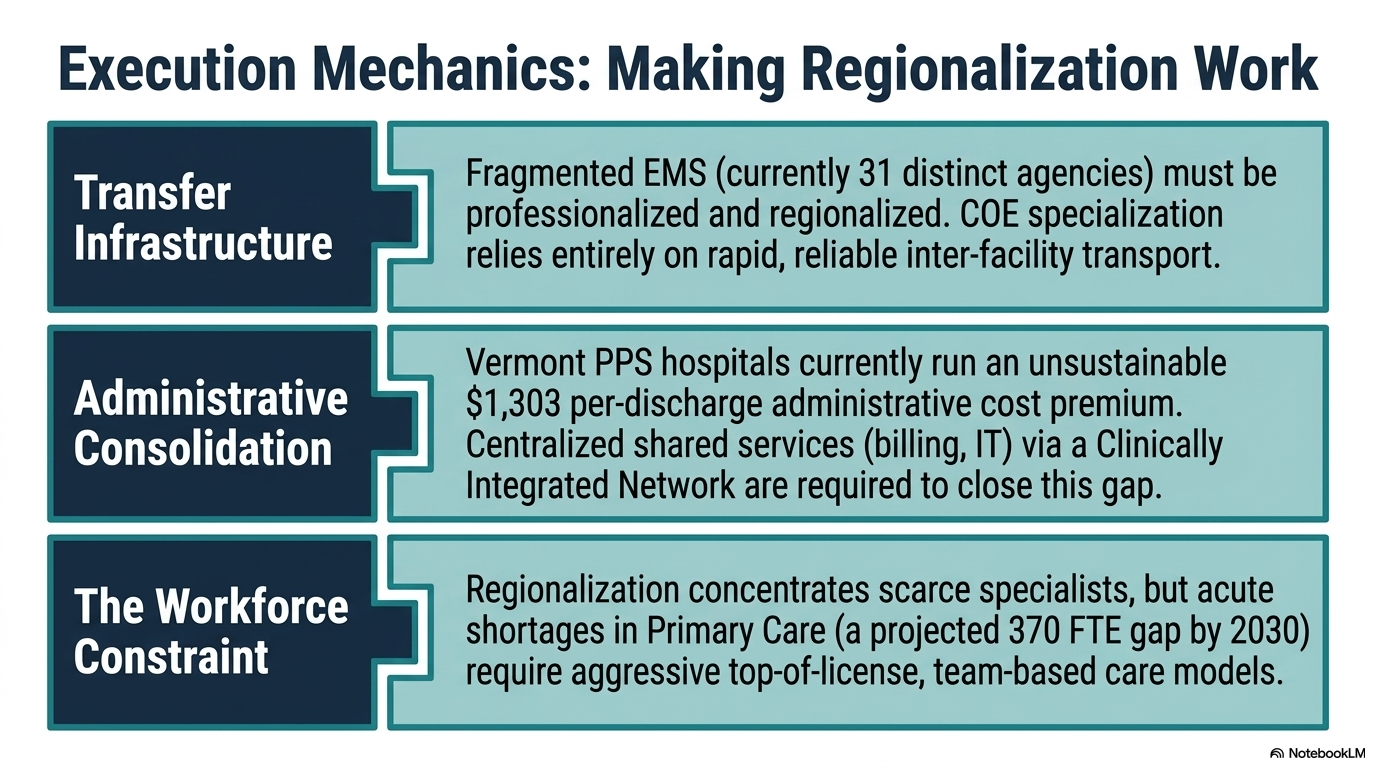 Execution Mechanics: Making Regionalization Work
Transfer
Infrastructure
Fragmented EMS (currently 31 distinct agencies) must be
professionalized and regionalized. COE specialization
relies entirely on rapid, reliable inter-facility transport.
Administrative
Consolidation
Vermont PPS hospitals currently run an unsustainable
$1,303 per-discharge administrative cost premium.
Centralized shared services (billing, IT) via a Clinically
Integrated Network are required to close this gap.
The Workforce
Constraint
Regionalization concentrates scarce specialists, but acute
shortages in Primary Care (a projected 370 FTE gap by 2030)
require aggressive top-of-license, team-based care models.
NotebookLM